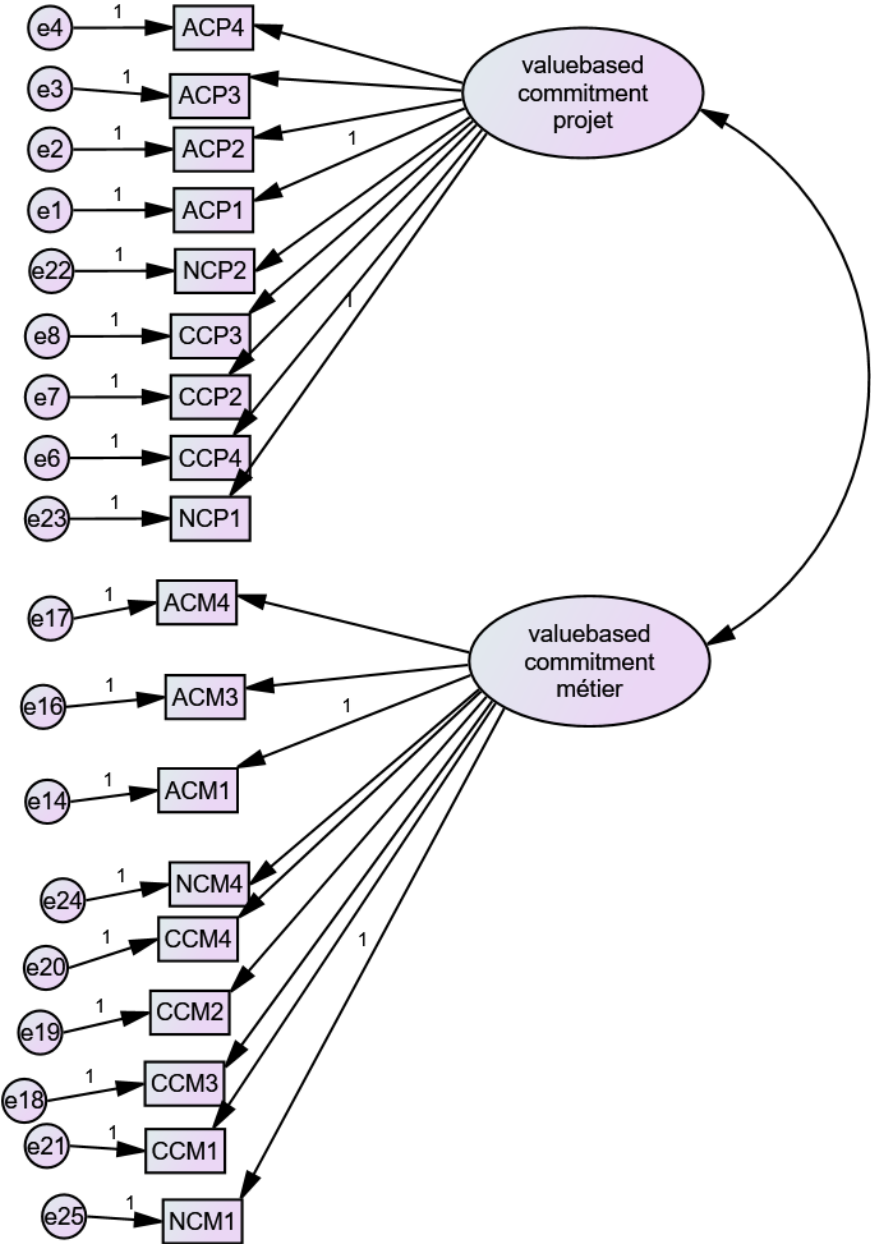 e4 1 ACP4
e3 1 ACP3
e2 1 ACP2
e1 1 ACP1
e22 1 NCP2
e8 1 CCP3
e7 1 CCP2
e6 1 CCP4
e23 1 NCP1
1
1
valuebased
commitment
projet
e17 1 ACM4
e16 1 ACM3
e14 1 ACM1
e24 1 NCM4
e20 1 CCM4
e19 1 CCM2
e18 1 CCM3
e21 1 CCM1
e25 1 NCM1
1
1
valuebased
commitment
métier